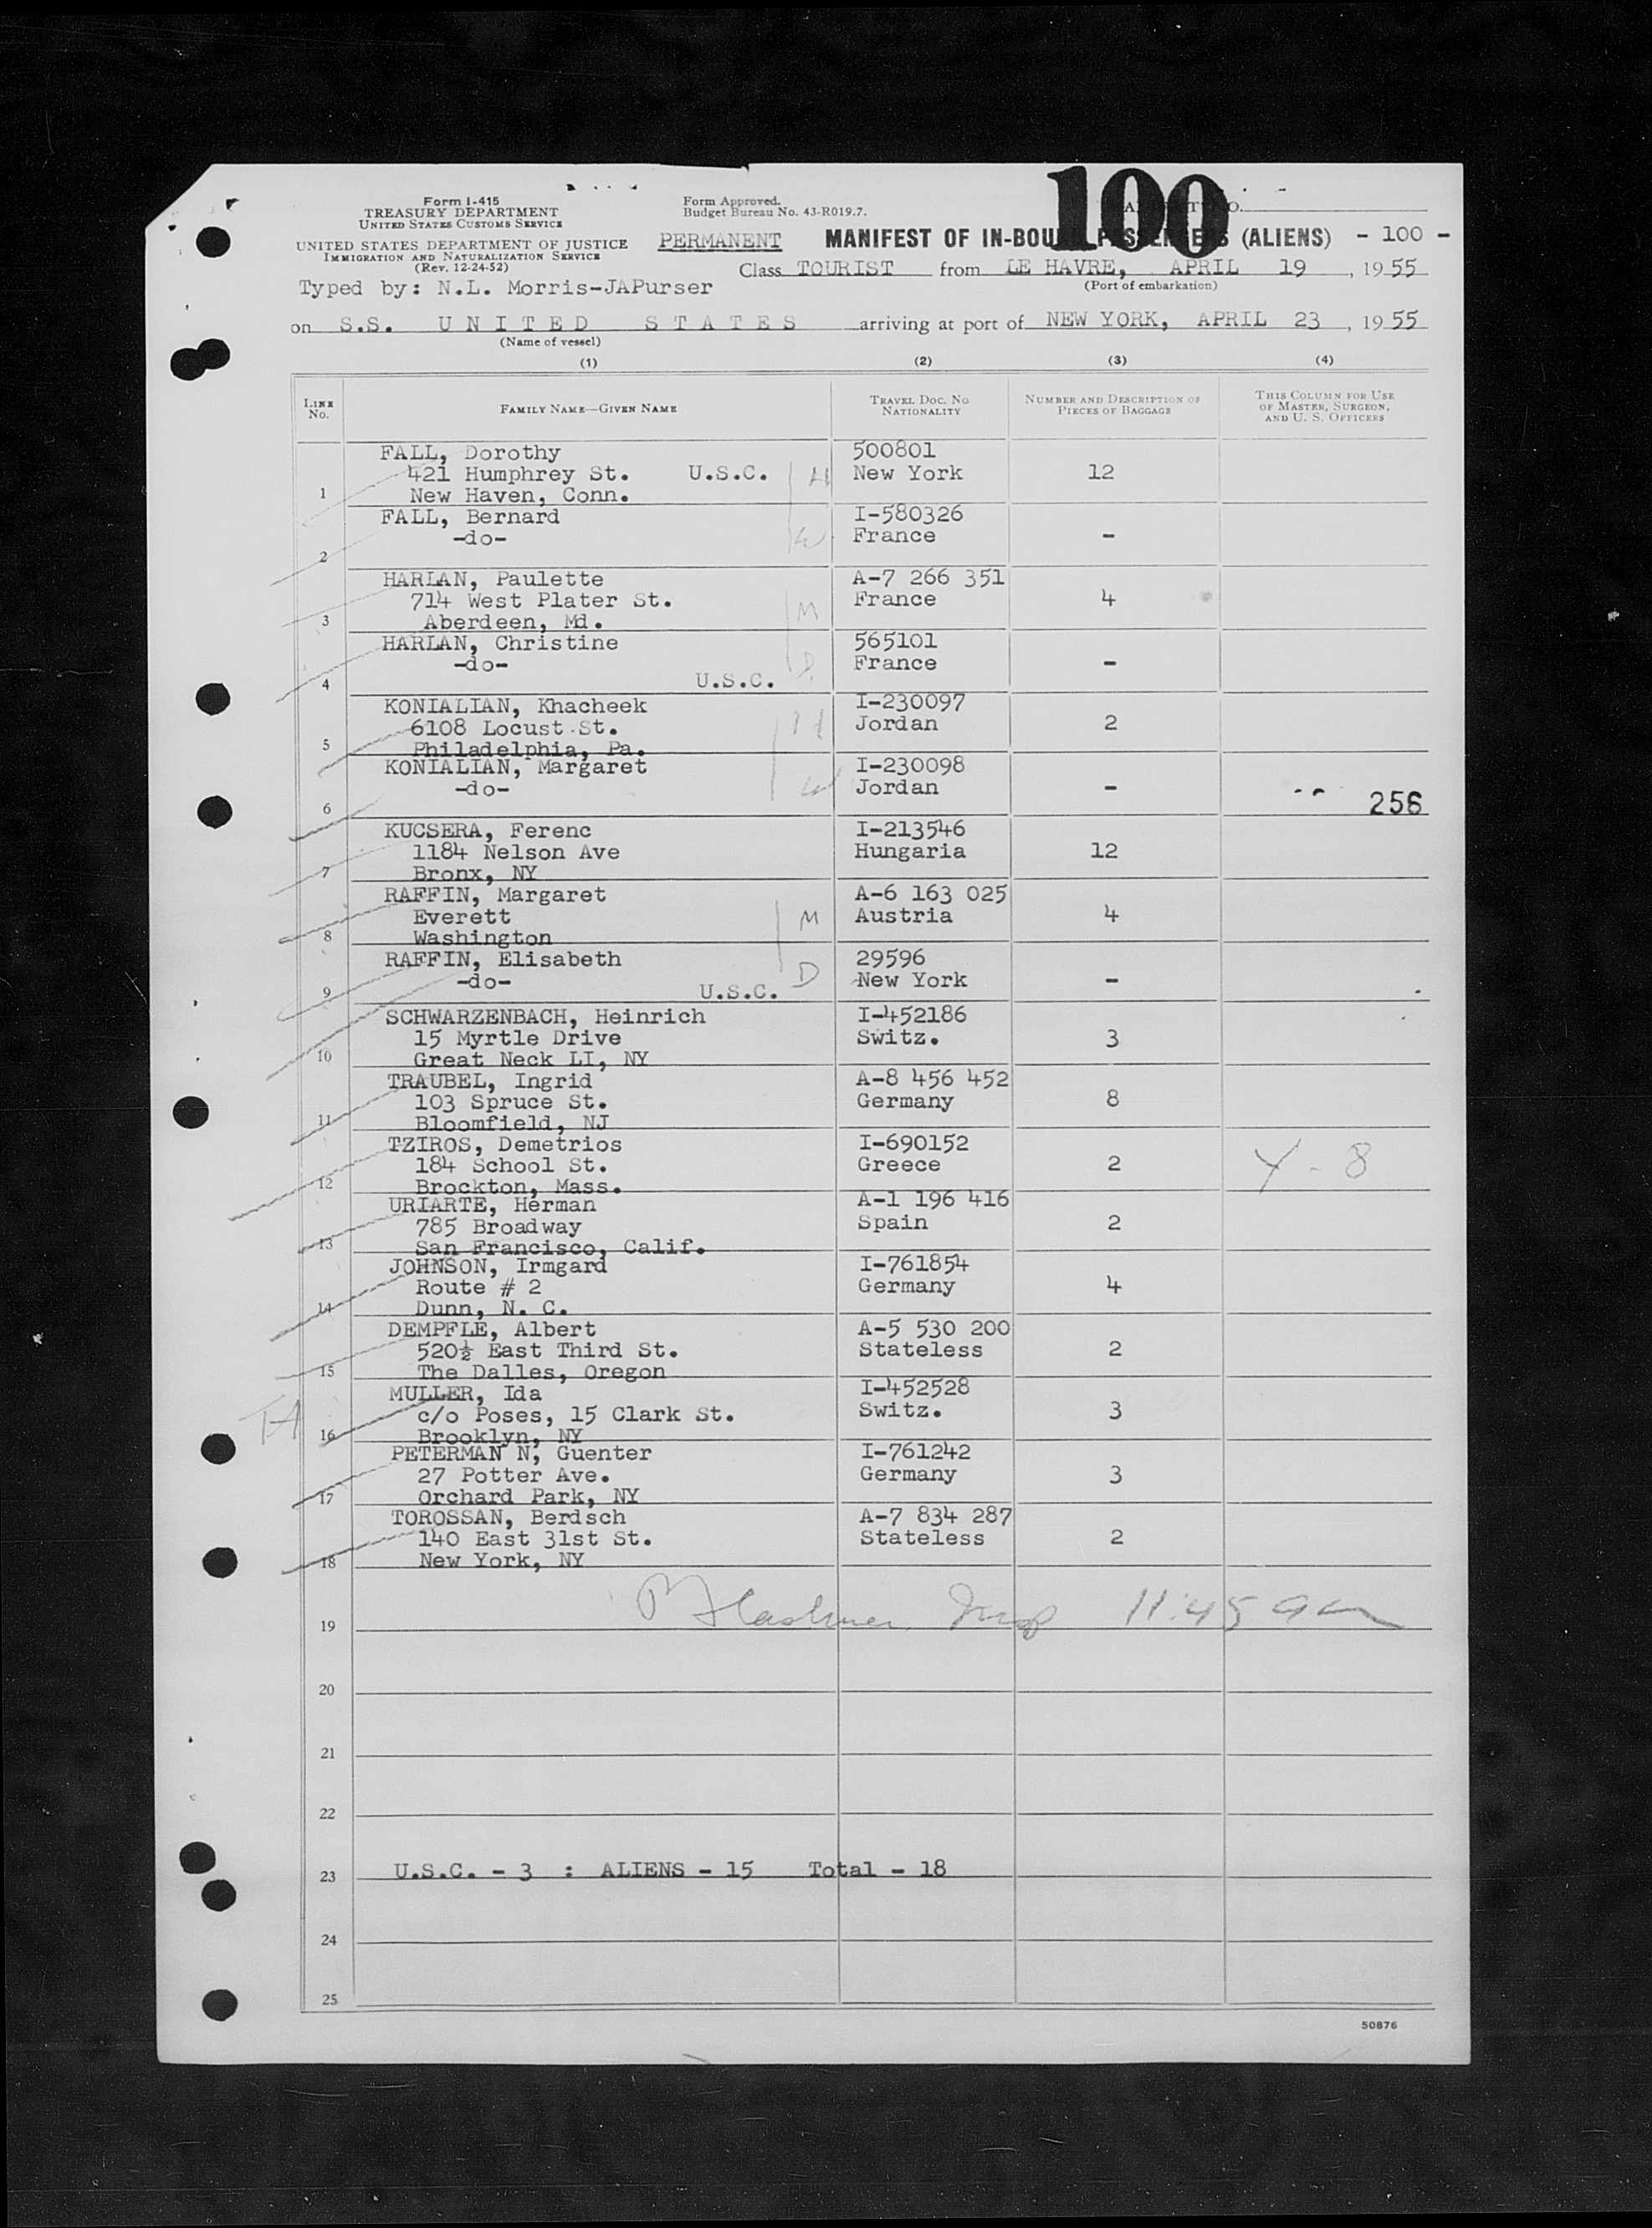 Form I-415
TREASURY DEPARTMENT
UNITED STATES CUSTOMS SERVICE
UNITED STATES DEPARTMENT OF JUSTICE
IMMIGRATION AND NATURALIZATION SERVICE
(Rev. 12-24-52)
Form Approved.
Budget Bureau No. 43-R019.7.
100
PERMANENT MANIFEST OF IN-BOUND PASSENGERS (ALIENS) - 100 -
Class TOURIST from LE HAVRE, APRIL 19, 1955
(Port of embarkation)
Typed by: N.L. Morris-JAPurser
on S.S. UNITED STATES arriving at port of NEW YORK, APRIL 23, 1955
(Name of vessel)
(1) (2) (3) (4)
LINE No. FAMILY NAME—GIVEN NAME TRAVEL DOC. NO. NATIONALITY NUMBER AND DESCRIPTION OF PIECES OF BAGGAGE THIS COLUMN FOR USE OF MASTER, SURGEON, AND U. S. OFFICERS
FALL, Dorothy 500801
421 Humphrey St. U.S.C. H New York 12
1 New Haven, Conn.
FALL, Bernard I-580326
-do- W France -
2
HARLAN, Paulette A-7 266 351
714 West Plater St. M France 4
3 Aberdeen, Md.
HARLAN, Christine 565101
-do- D France -
4 U.S.C.
KONIALIAN, Khacheek I-230097
6108 Locust St. H Jordan 2
5 Philadelphia, Pa.
KONIALIAN, Margaret I-230098
-do- W Jordan -
6 256
KUCSERA, Ferenc I-213546
1184 Nelson Ave Hungaria 12
7 Bronx, NY
RAFFIN, Margaret A-6 163 025
Everett M Austria 4
8 Washington
RAFFIN, Elisabeth 29596
-do- D New York -
9 U.S.C.
SCHWARZENBACH, Heinrich I-452186
15 Myrtle Drive Switz. 3
10 Great Neck LI, NY
TRAUBEL, Ingrid A-8 456 452
103 Spruce St. Germany 8
11 Bloomfield, NJ
TZIROS, Demetrios I-690152
184 School St. Greece 2 Y - 8
12 Brockton, Mass.
URIARTE, Herman A-1 196 416
785 Broadway Spain 2
13 San Francisco, Calif.
JOHNSON, Irmgard I-761854
Route # 2 Germany 4
14 Dunn, N. C.
DEMPFLE, Albert A-5 530 200
520½ East Third St. Stateless 2
15 The Dalles, Oregon
MULLER, Ida I-452528
c/o Poses, 15 Clark St. Switz. 3
16 Brooklyn, NY
PETERMAN N, Guenter I-761242
27 Potter Ave. Germany 3
17 Orchard Park, NY
TOROSSAN, Berdsch A-7 834 287
140 East 31st St. Stateless 2
18 New York, NY
11:45 am
19
20
21
22
23 U.S.C. - 3 : ALIENS - 15 Total - 18
24
25
50876